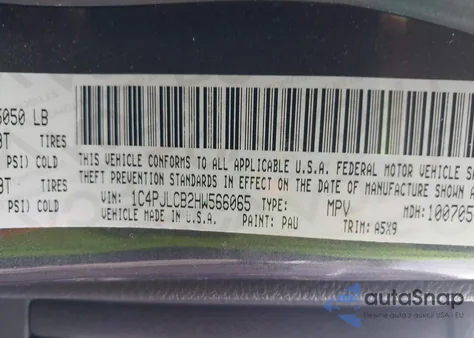 5050 LB
TIRES
PSI) COLD
TIRES
PSI) COLD
THIS VEHICLE CONFORMS TO ALL APPLICABLE U.S.A. FEDERAL MOTOR VEHICLE
THEFT PREVENTION STANDARDS IN EFFECT ON THE DATE OF MANUFACTURE
VIN: 1C4PJLCB2HW566065 TYPE: MPV MDH: 100705
VEHICLE MADE IN U.S.A. PAINT: PAU TRIM: A5X9
autaSnap